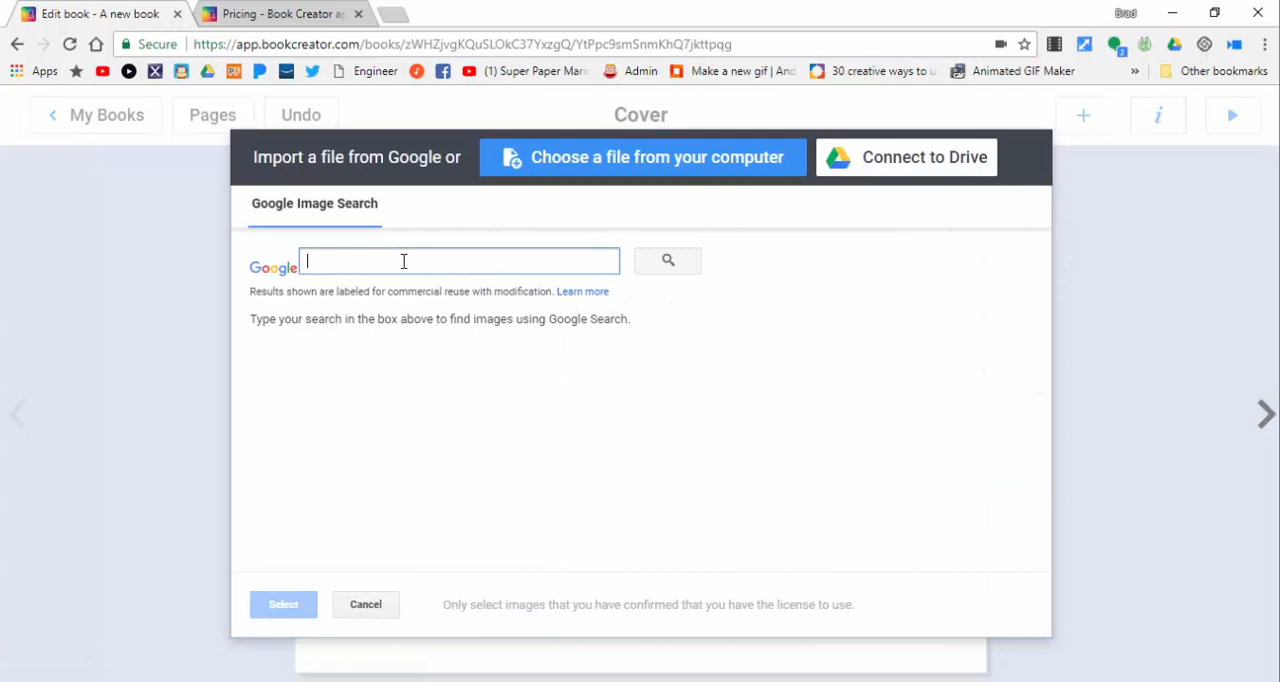 Edit book - A new book
Pricing - Book Creator ap
Brad
Secure
https://app.bookcreator.com/books/zWHZjvgKQuSLOkC37YxzgQ/YtPpc9smSnmKhQ7jkttpqg
2
Apps
Engineer
(1) Super Paper Mari
Admin
Make a new gif | And
30 creative ways to u
Animated GIF Maker
»
Other bookmarks
My Books
Pages
Undo
Cover
+
i
Import a file from Google or
Choose a file from your computer
Connect to Drive
Google Image Search
Google
Results shown are labeled for commercial reuse with modification. Learn more
Type your search in the box above to find images using Google Search.
Select
Cancel
Only select images that you have confirmed that you have the license to use.